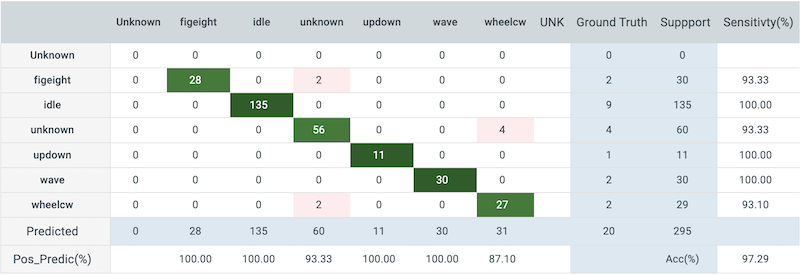 Unknown figeight idle unknown updown wave wheelcw UNK Ground Truth Suppport Sensitivty(%)
Unknown 0 0 0 0 0 0 0 0 0
figeight 0 28 0 2 0 0 0 2 30 93.33
idle 0 0 135 0 0 0 0 9 135 100.00
unknown 0 0 0 56 0 0 4 4 60 93.33
updown 0 0 0 0 11 0 0 1 11 100.00
wave 0 0 0 0 0 30 0 2 30 100.00
wheelcw 0 0 0 2 0 0 27 2 29 93.10
Predicted 0 28 135 60 11 30 31 20 295
Pos_Predic(%) 100.00 100.00 93.33 100.00 100.00 87.10 Acc(%) 97.29